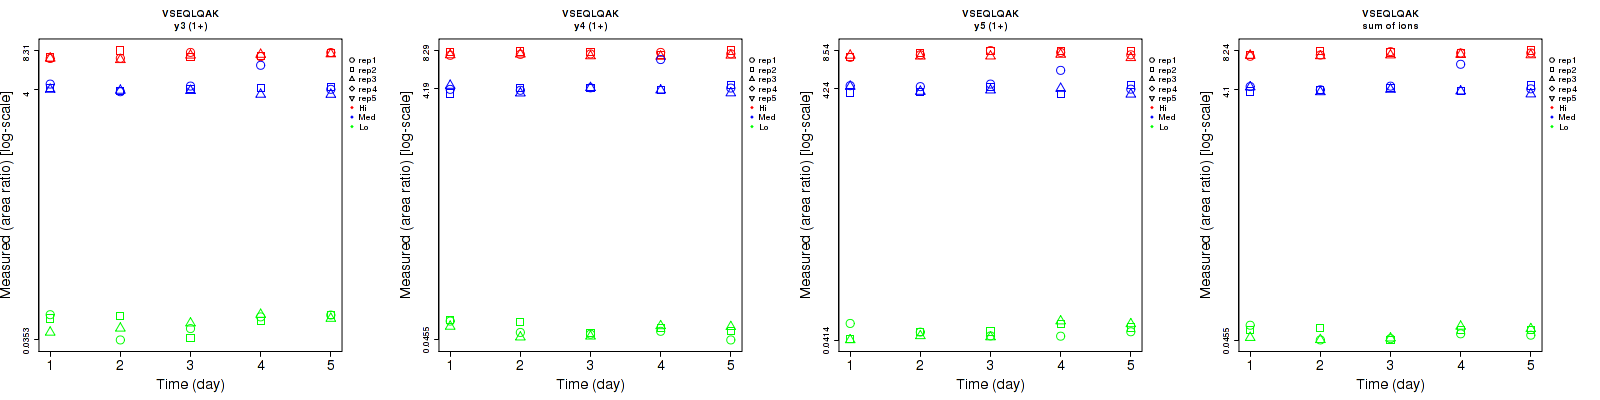 VSEQLQAK
y3 (1+)
Measured (area ratio) [log-scale]
8.31
4
0.0353
1 2 3 4 5
Time (day)
rep1
rep2
rep3
rep4
rep5
Hi
Med
Lo
VSEQLQAK
y4 (1+)
Measured (area ratio) [log-scale]
8.29
4.19
0.0455
1 2 3 4 5
Time (day)
rep1
rep2
rep3
rep4
rep5
Hi
Med
Lo
VSEQLQAK
y5 (1+)
Measured (area ratio) [log-scale]
8.54
4.24
0.0414
1 2 3 4 5
Time (day)
rep1
rep2
rep3
rep4
rep5
Hi
Med
Lo
VSEQLQAK
sum of ions
Measured (area ratio) [log-scale]
8.24
4.1
0.0455
1 2 3 4 5
Time (day)
rep1
rep2
rep3
rep4
rep5
Hi
Med
Lo